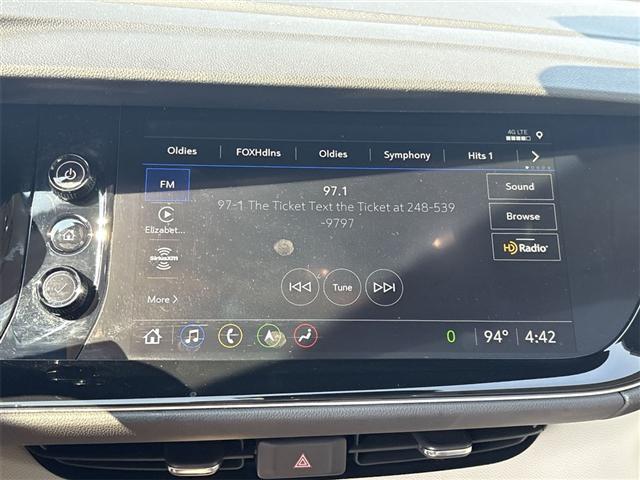 4G LTE
Oldies FOXHdlns Oldies Symphony Hits 1
FM
97.1
Sound
97-1 The Ticket Text the Ticket at 248-539
-9797
Browse
Elizabet...
HD Radio
SiriusXM
More
Tune
0 94° 4:42